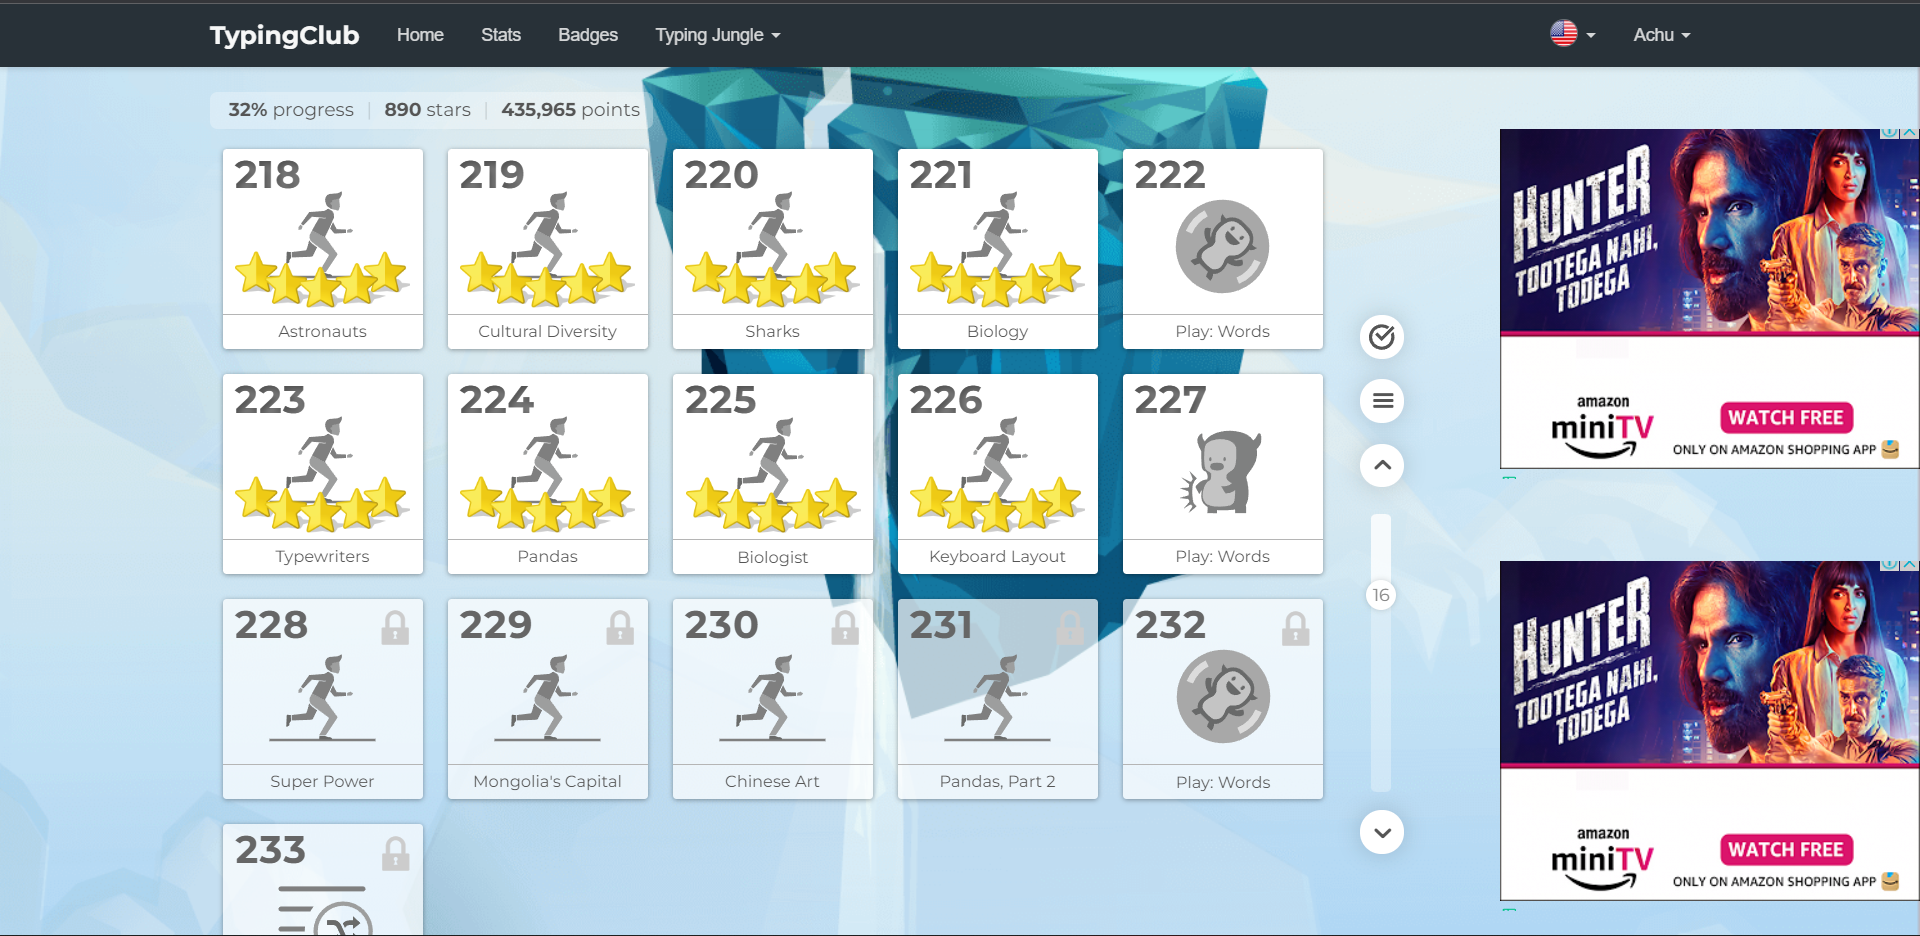 TypingClub Home Stats Badges Typing Jungle Achu
32% progress | 890 stars | 435,965 points
218 219 220 221 222
Astronauts Cultural Diversity Sharks Biology Play: Words
223 224 225 226 227
Typewriters Pandas Biologist Keyboard Layout Play: Words
16
228 229 230 231 232
Super Power Mongolia's Capital Chinese Art Pandas, Part 2 Play: Words
233
HUNTER
TOOTEGA NAHI,
TODEGA
amazon
miniTV
WATCH FREE
ONLY ON AMAZON SHOPPING APP
HUNTER
TOOTEGA NAHI,
TODEGA
amazon
miniTV
WATCH FREE
ONLY ON AMAZON SHOPPING APP